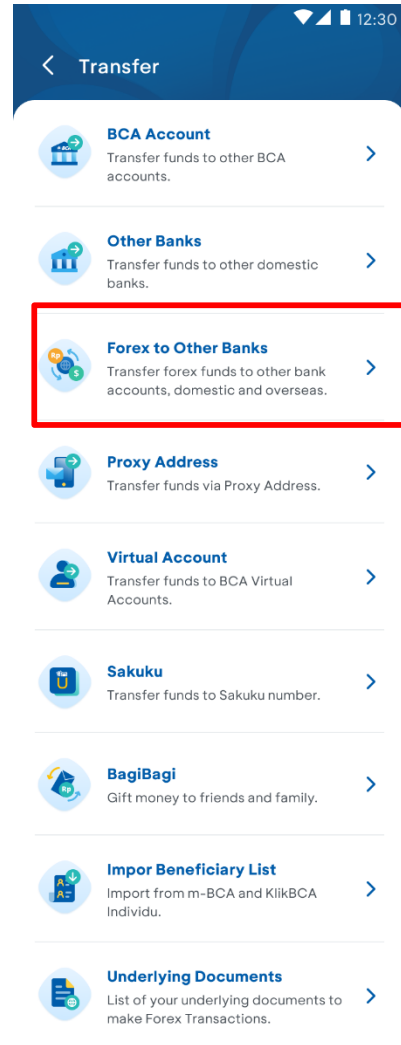 12:30
Transfer
BCA Account
Transfer funds to other BCA
accounts.
Other Banks
Transfer funds to other domestic
banks.
Forex to Other Banks
Transfer forex funds to other bank
accounts, domestic and overseas.
Proxy Address
Transfer funds via Proxy Address.
Virtual Account
Transfer funds to BCA Virtual
Accounts.
Sakuku
Transfer funds to Sakuku number.
BagiBagi
Gift money to friends and family.
Impor Beneficiary List
Import from m-BCA and KlikBCA
Individu.
Underlying Documents
List of your underlying documents to
make Forex Transactions.